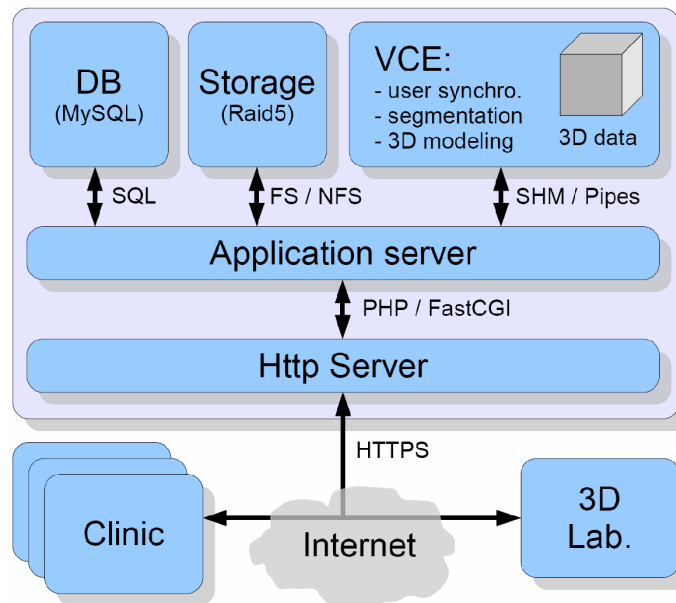 DB
(MySQL)
Storage
(Raid5)
VCE:
- user synchro.
- segmentation
- 3D modeling
3D data
SQL
FS / NFS
SHM / Pipes
Application server
PHP / FastCGI
Http Server
HTTPS
Clinic
Internet
3D
Lab.